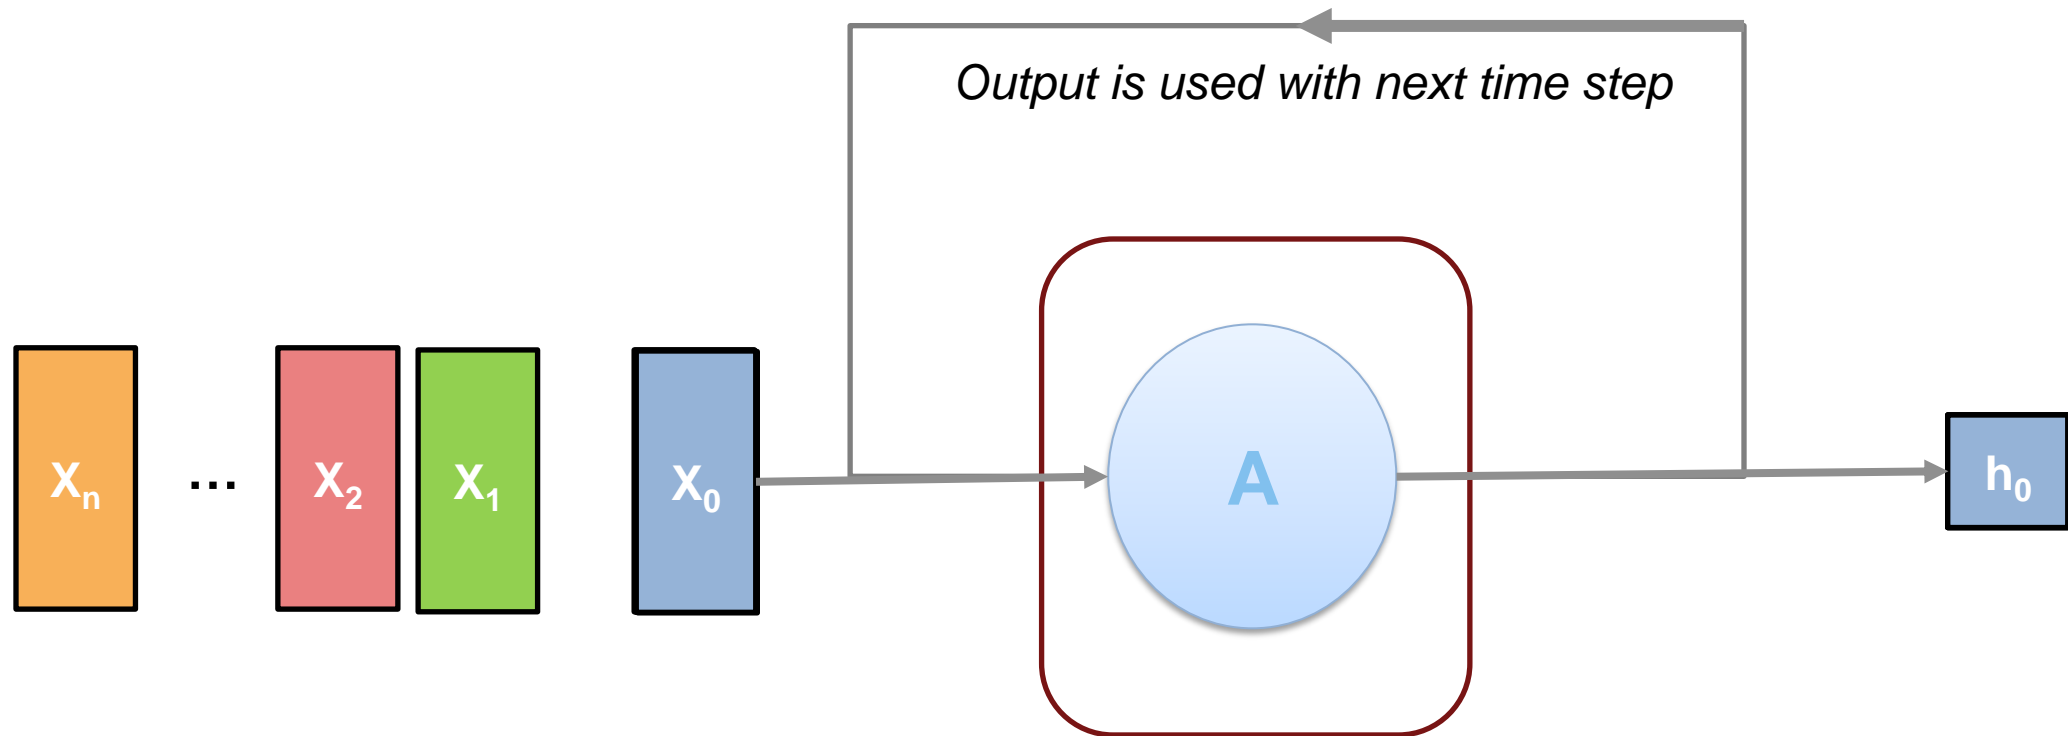 Output is used with next time step
Xn ... X2 X1 X0 A h0